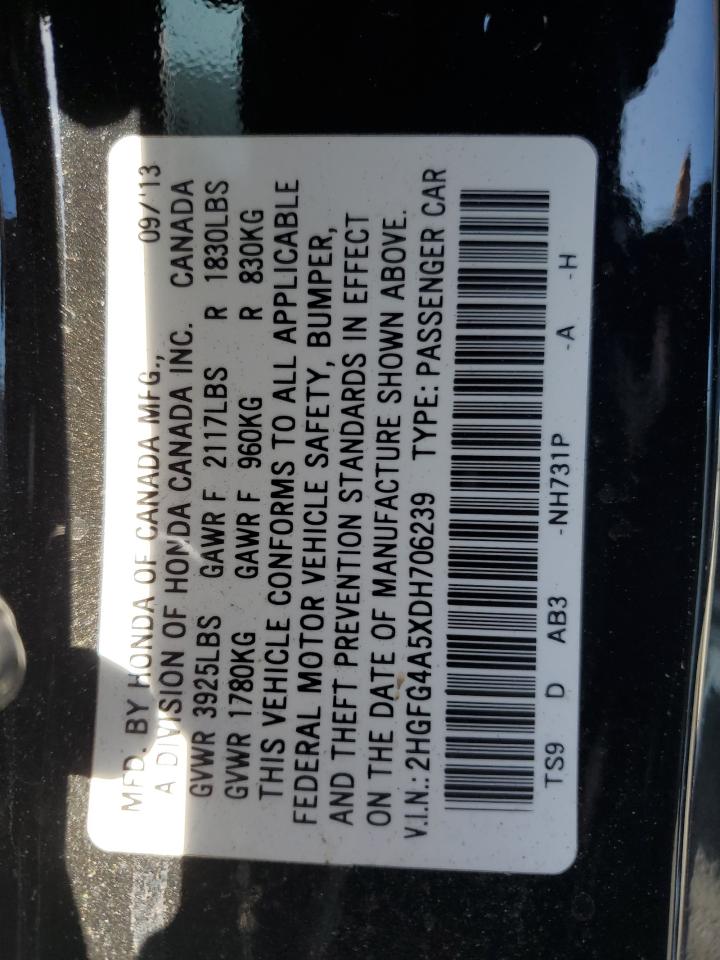 MFD. BY HONDA OF CANADA MFG., 09/'13
A DIVISION OF HONDA CANADA INC. CANADA
GVWR 3925LBS GAWR F 2117LBS R 1830LBS
GVWR 1780KG GAWR F 960KG R 830KG
THIS VEHICLE CONFORMS TO ALL APPLICABLE
FEDERAL MOTOR VEHICLE SAFETY, BUMPER,
AND THEFT PREVENTION STANDARDS IN EFFECT
ON THE DATE OF MANUFACTURE SHOWN ABOVE.
V.I.N.: 2HGFG4A5XDH706239 TYPE: PASSENGER CAR
TS9 D AB3 -NH731P -A -H